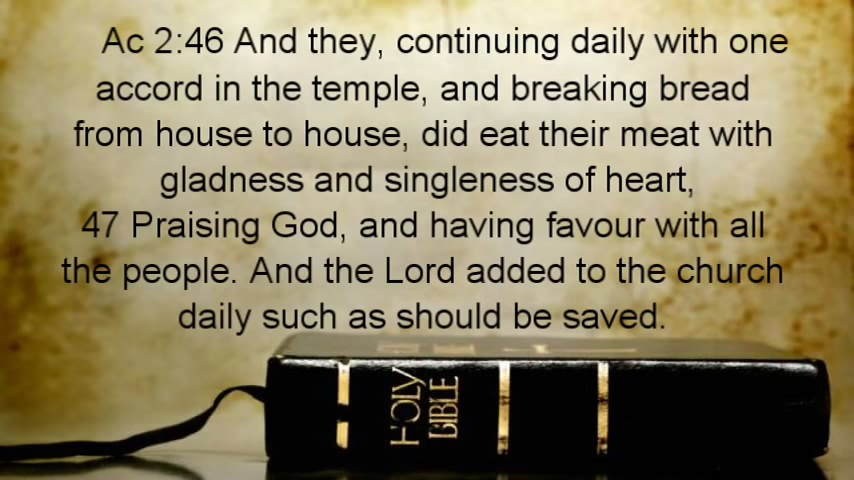 Ac 2:46 And they, continuing daily with one
accord in the temple, and breaking bread
from house to house, did eat their meat with
gladness and singleness of heart,
47 Praising God, and having favour with all
the people. And the Lord added to the church
daily such as should be saved.
HOLY
BIBLE